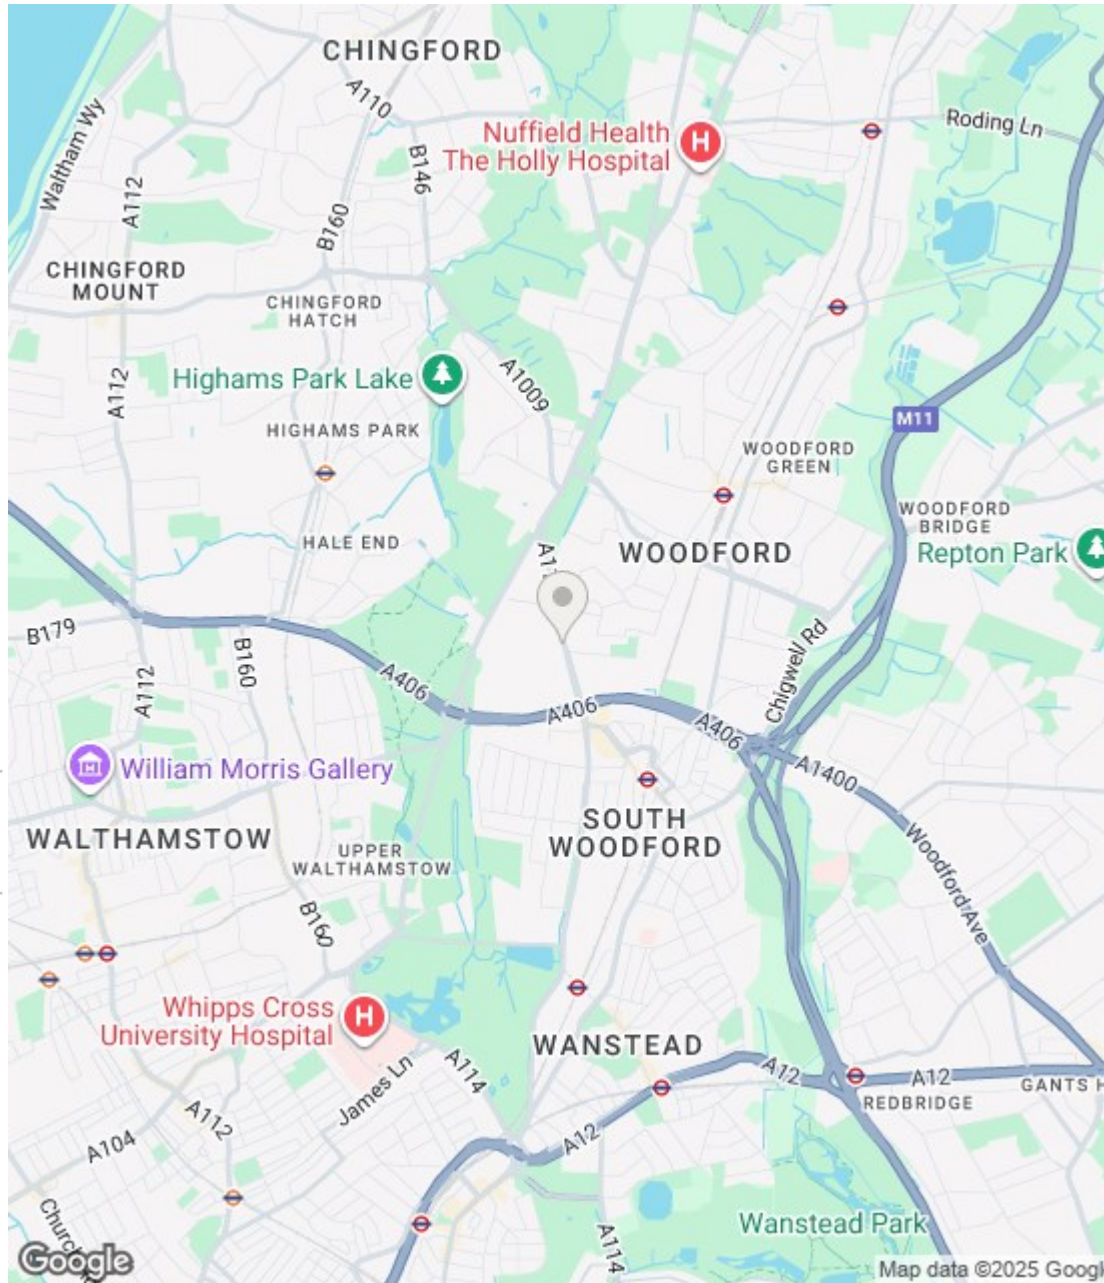 CHINGFORD
A110
Nuffield Health
The Holly Hospital
Roding Ln
Waltham Wy
A112
B146
B160
CHINGFORD
MOUNT
CHINGFORD
HATCH
A112
Highams Park Lake
A1009
M11
HIGHAMS PARK
WOODFORD
GREEN
WOODFORD
BRIDGE
HALE END
WOODFORD
Repton Park
B179
B160
A112
A406
A406
A406
Chigwell Rd
A1400
William Morris Gallery
WALTHAMSTOW
SOUTH
WOODFORD
UPPER
WALTHAMSTOW
Woodford Ave
B160
Whipps Cross
University Hospital
WANSTEAD
James Ln
A114
A12
A12
GANTS H
REDBRIDGE
A112
A104
A12
Wanstead Park
A114
Google
Map data ©2025 Google